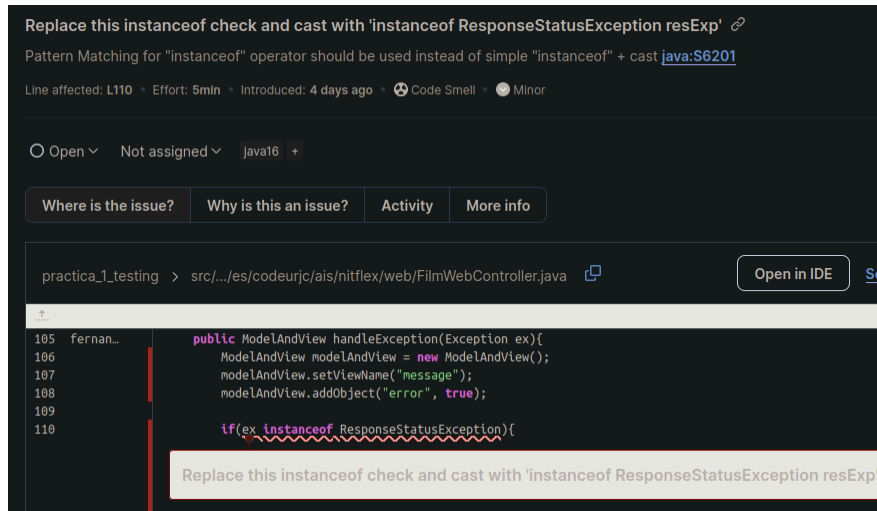 Replace this instanceof check and cast with 'instanceof ResponseStatusException resExp'
Pattern Matching for "instanceof" operator should be used instead of simple "instanceof" + cast java:S6201
Line affected: L110 • Effort: 5min • Introduced: 4 days ago • Code Smell • Minor
Open Not assigned java16 +
Where is the issue? Why is this an issue? Activity More info
practica_1_testing > src/.../es/codeurjc/ais/nitflex/web/FilmWebController.java Open in IDE
105 fernan... public ModelAndView handleException(Exception ex){
106 ModelAndView modelAndView = new ModelAndView();
107 modelAndView.setViewName("message");
108 modelAndView.addObject("error", true);
109
110 if(ex instanceof ResponseStatusException){
Replace this instanceof check and cast with 'instanceof ResponseStatusException resExp'